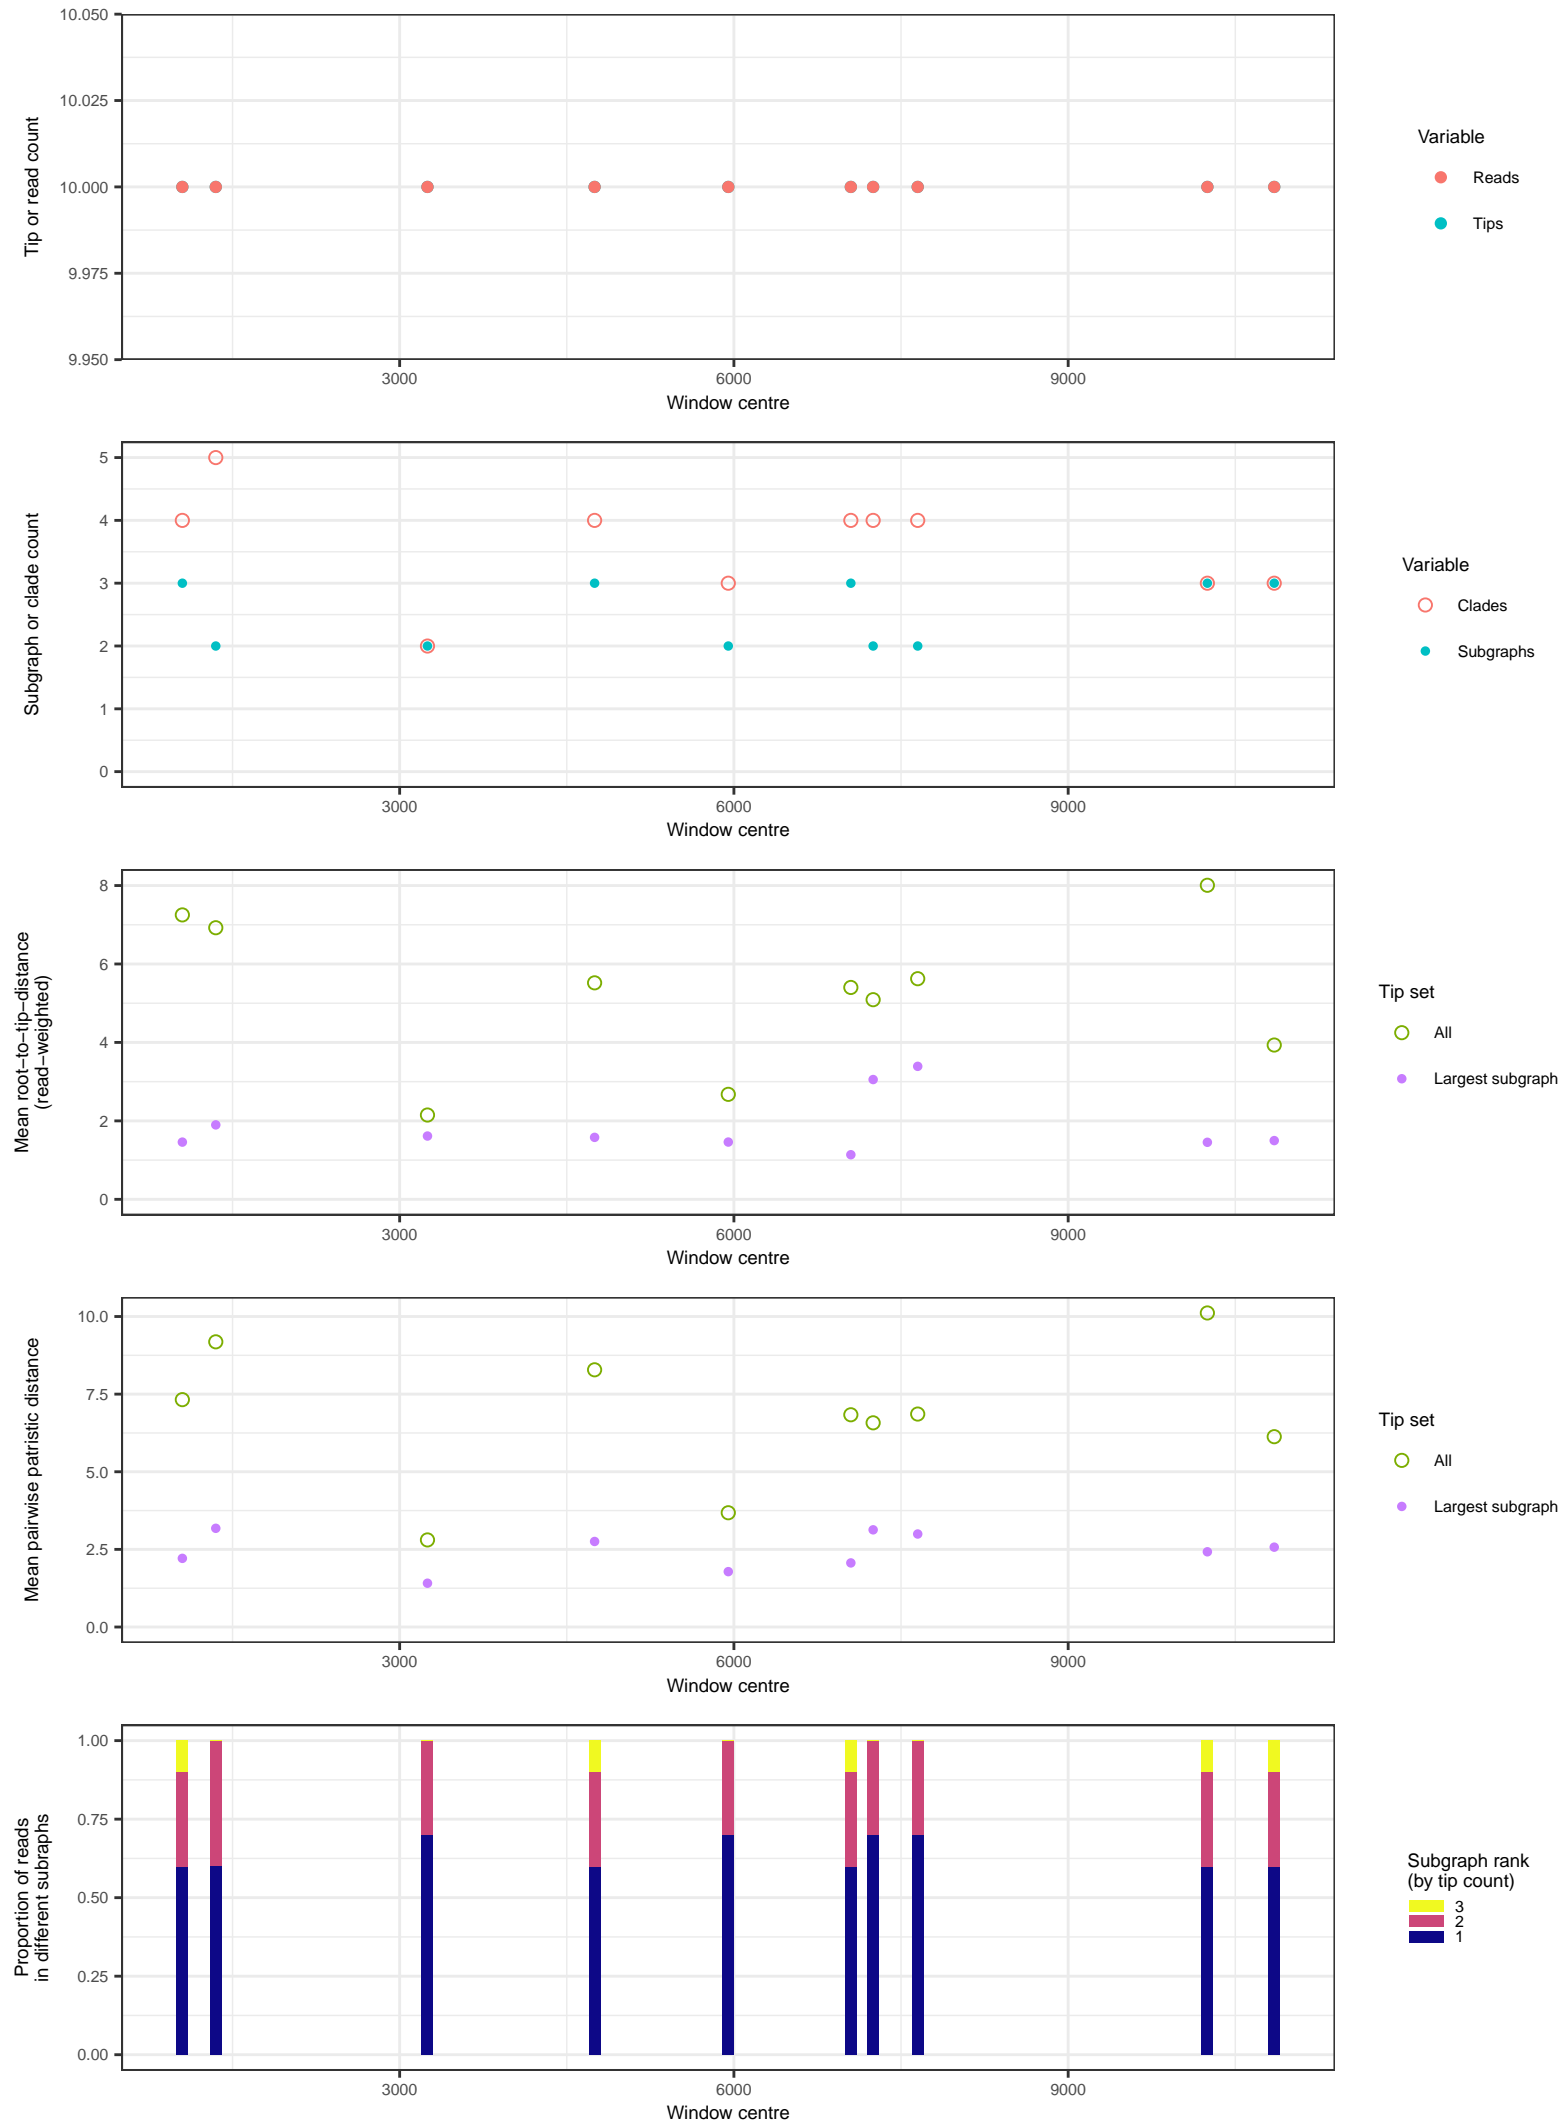 10.050
10.025
10.000
9.975
9.950
Tip or read count
3000 6000 9000
Window centre
Variable
Reads
Tips
5
4
3
2
1
0
Subgraph or clade count
3000 6000 9000
Window centre
Variable
Clades
Subgraphs
8
6
4
2
0
Mean root−to−tip−distance
(read−weighted)
3000 6000 9000
Window centre
Tip set
All
Largest subgraph
10.0
7.5
5.0
2.5
0.0
Mean pairwise patristic distance
3000 6000 9000
Window centre
Tip set
All
Largest subgraph
1.00
0.75
0.50
0.25
0.00
Proportion of reads
in different subraphs
3000 6000 9000
Window centre
Subgraph rank
(by tip count)
3
2
1